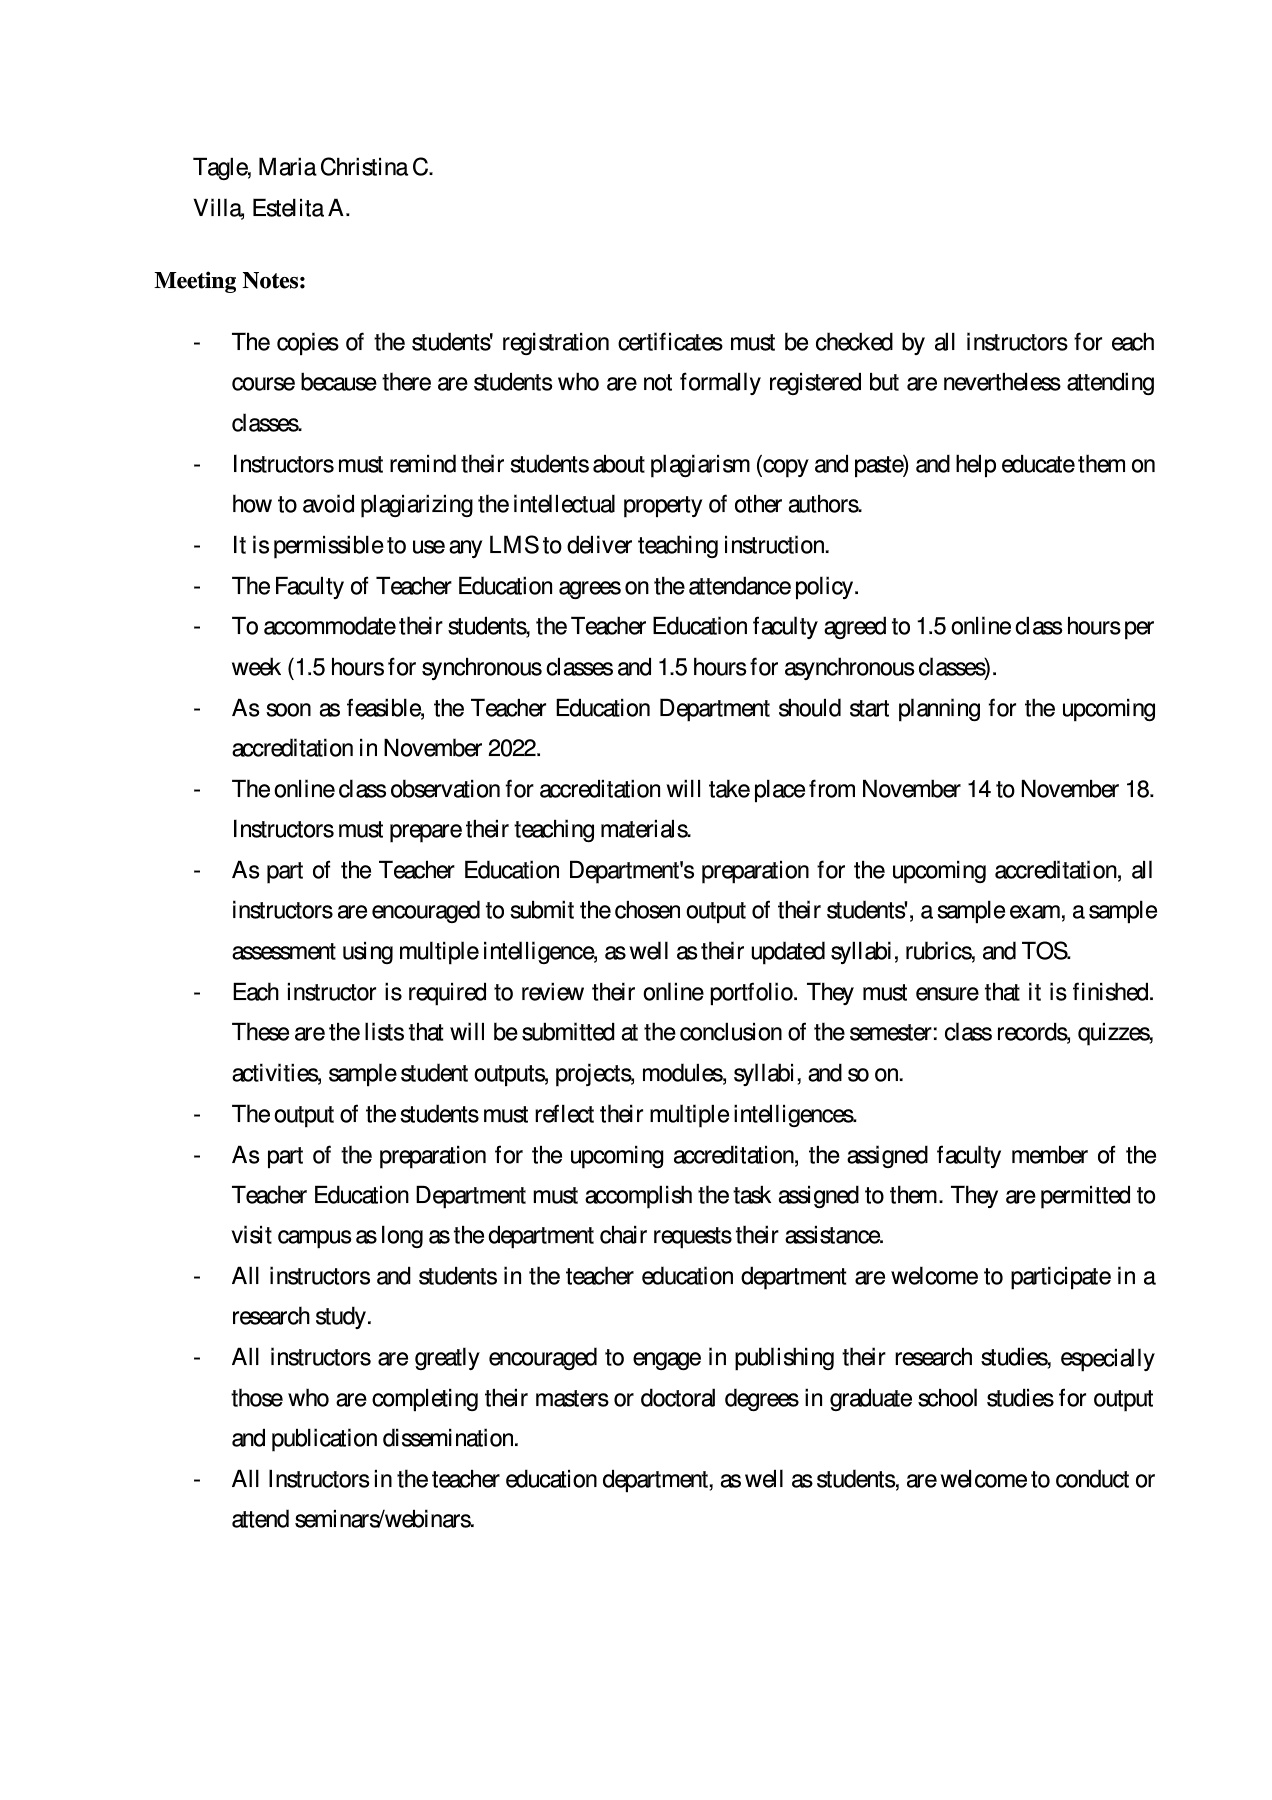 Tagle, Maria Christina C.
Villa, Estelita A.
Meeting Notes:
- The copies of the students' registration certificates must be checked by all instructors for each
course because there are students who are not formally registered but are nevertheless attending
classes.
- Instructors must remind their students about plagiarism (copy and paste) and help educate them on
how to avoid plagiarizing the intellectual property of other authors.
- It is permissible to use any LMS to deliver teaching instruction.
- The Faculty of Teacher Education agrees on the attendance policy.
- To accommodate their students, the Teacher Education faculty agreed to 1.5 online class hours per
week (1.5 hours for synchronous classes and 1.5 hours for asynchronous classes).
- As soon as feasible, the Teacher Education Department should start planning for the upcoming
accreditation in November 2022.
- The online class observation for accreditation will take place from November 14 to November 18.
Instructors must prepare their teaching materials.
- As part of the Teacher Education Department's preparation for the upcoming accreditation, all
instructors are encouraged to submit the chosen output of their students', a sample exam, a sample
assessment using multiple intelligence, as well as their updated syllabi, rubrics, and TOS.
- Each instructor is required to review their online portfolio. They must ensure that it is finished.
These are the lists that will be submitted at the conclusion of the semester: class records, quizzes,
activities, sample student outputs, projects, modules, syllabi, and so on.
- The output of the students must reflect their multiple intelligences.
- As part of the preparation for the upcoming accreditation, the assigned faculty member of the
Teacher Education Department must accomplish the task assigned to them. They are permitted to
visit campus as long as the department chair requests their assistance.
- All instructors and students in the teacher education department are welcome to participate in a
research study.
- All instructors are greatly encouraged to engage in publishing their research studies, especially
those who are completing their masters or doctoral degrees in graduate school studies for output
and publication dissemination.
- All Instructors in the teacher education department, as well as students, are welcome to conduct or
attend seminars/webinars.